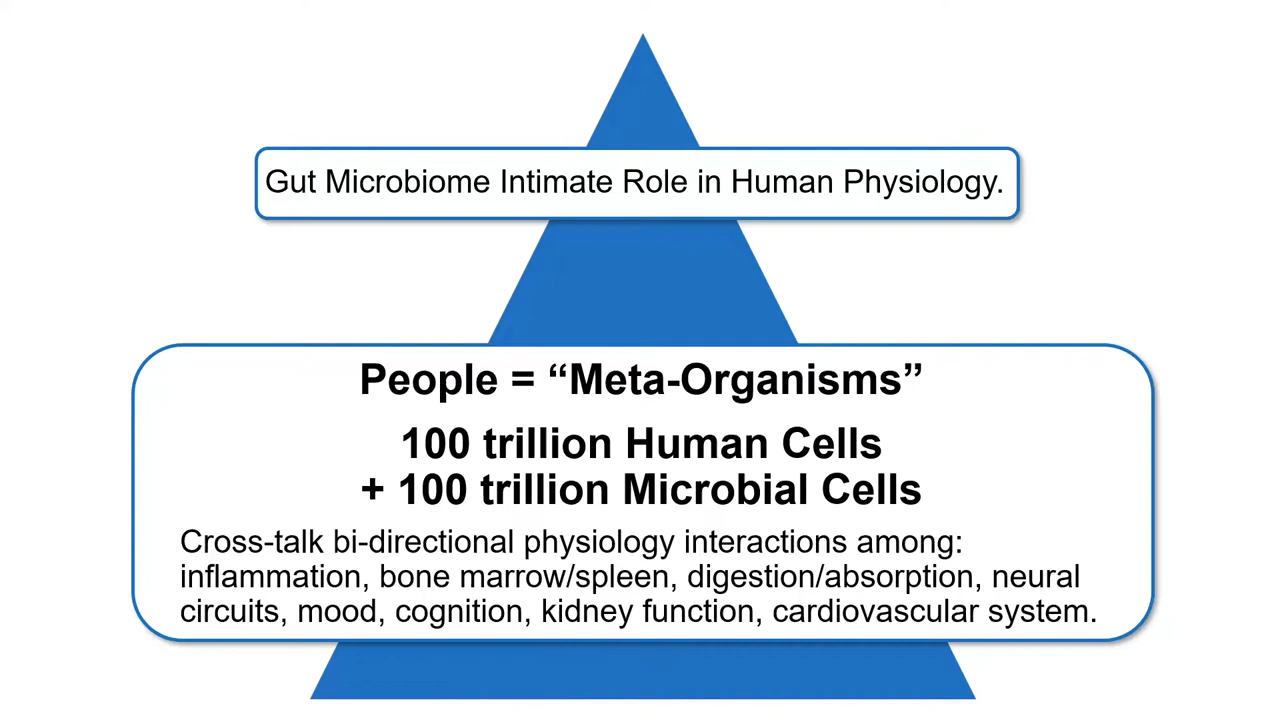 Gut Microbiome Intimate Role in Human Physiology.
People = “Meta-Organisms”
100 trillion Human Cells
+ 100 trillion Microbial Cells
Cross-talk bi-directional physiology interactions among:
inflammation, bone marrow/spleen, digestion/absorption, neural
circuits, mood, cognition, kidney function, cardiovascular system.